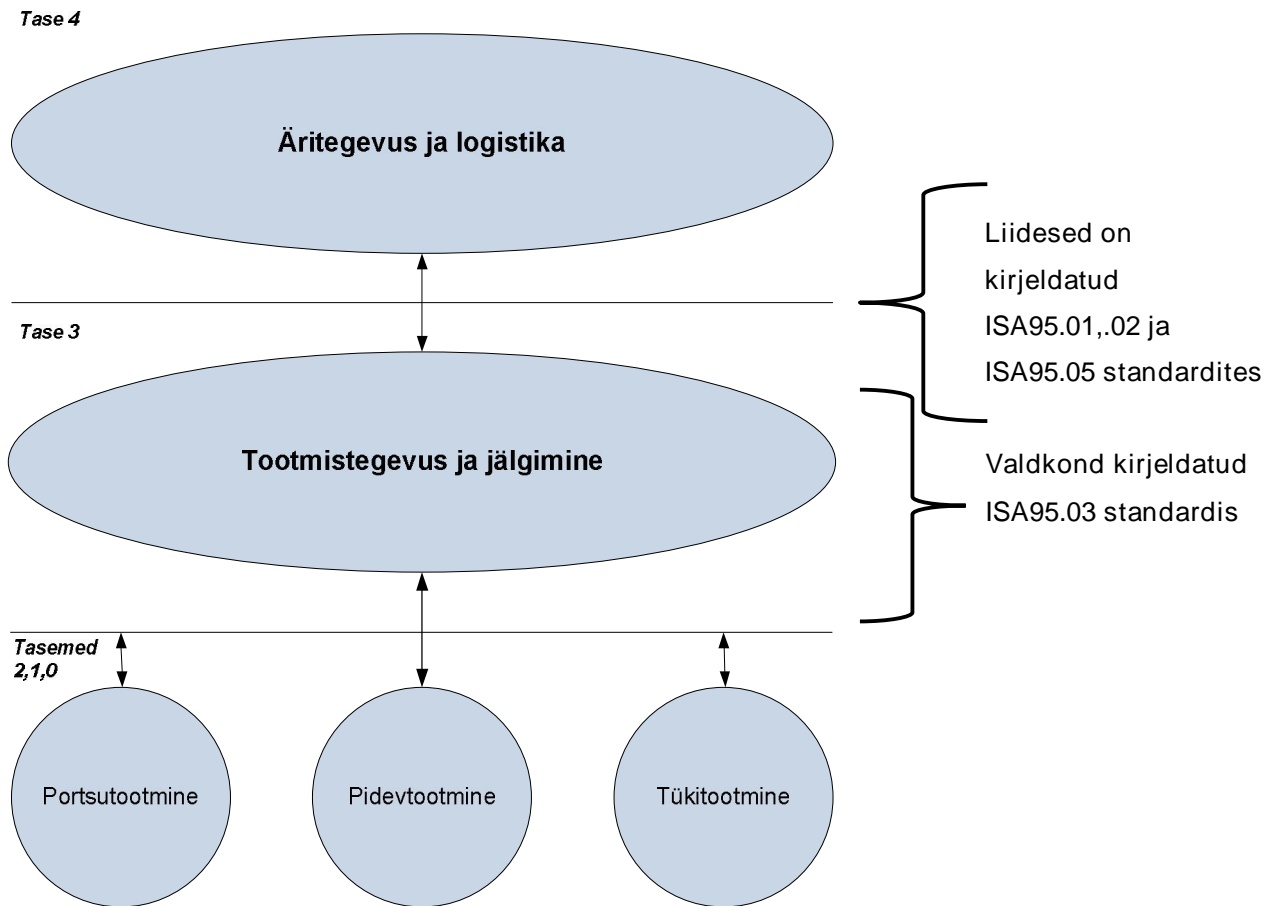 Tase 4
Äritegevus ja logistika
Liidesed on
kirjeldatud
ISA95.01,.02 ja
ISA95.05 standardites
Tase 3
Tootmistegevus ja jälgimine
Valdkond kirjeldatud
ISA95.03 standardis
Tasemed
2,1,0
Portsutootmine
Pidevtootmine
Tükitootmine